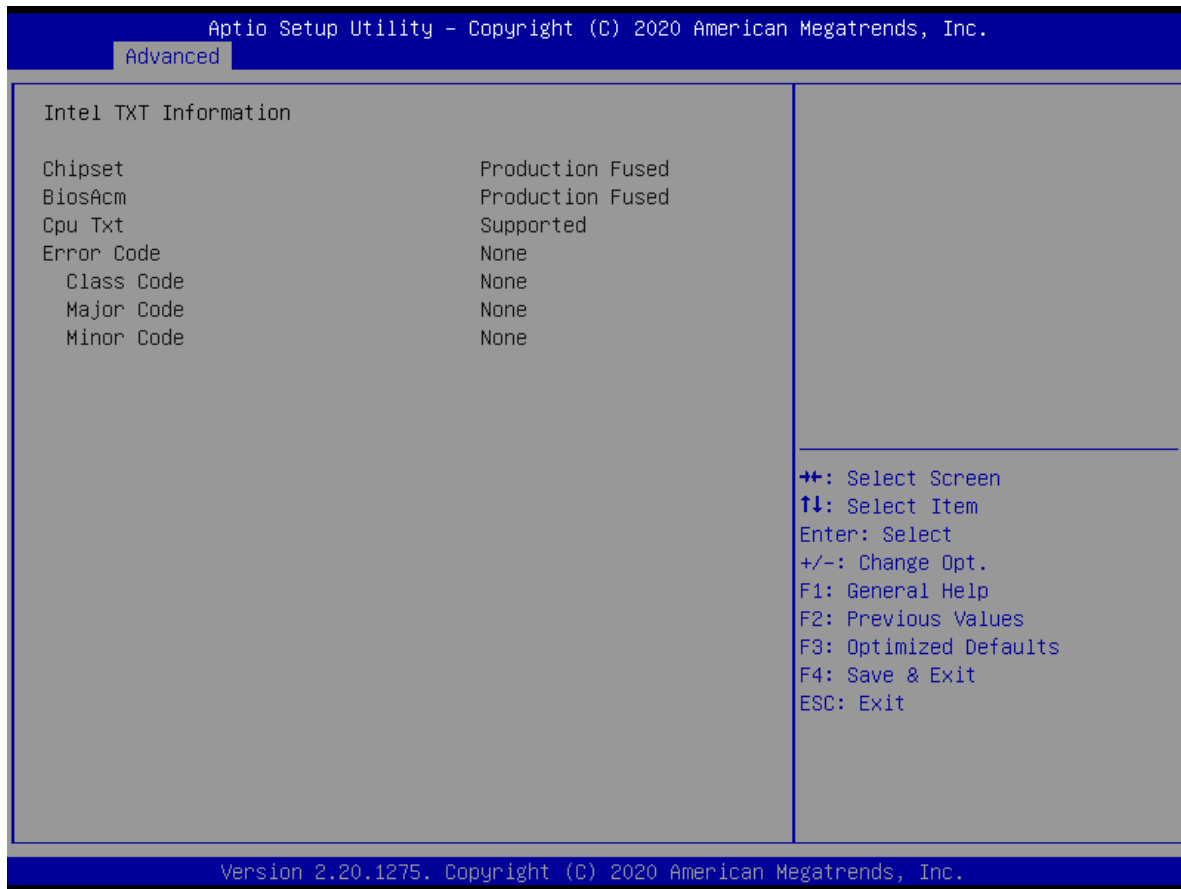 Aptio Setup Utility – Copyright (C) 2020 American Megatrends, Inc.
Advanced
Intel TXT Information
Chipset Production Fused
BiosAcm Production Fused
Cpu Txt Supported
Error Code None
Class Code None
Major Code None
Minor Code None
→←: Select Screen
↑↓: Select Item
Enter: Select
+/-: Change Opt.
F1: General Help
F2: Previous Values
F3: Optimized Defaults
F4: Save & Exit
ESC: Exit
Version 2.20.1275. Copyright (C) 2020 American Megatrends, Inc.